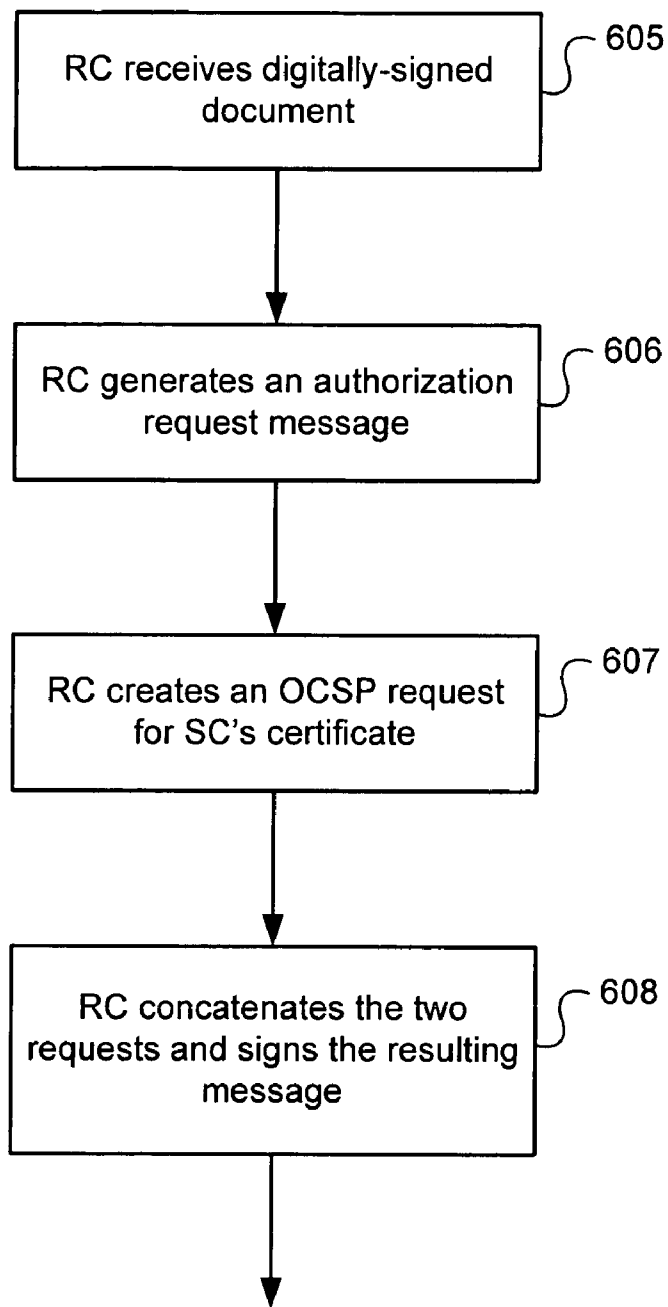 605
RC receives digitally-signed
document
606
RC generates an authorization
request message
607
RC creates an OCSP request
for SC's certificate
608
RC concatenates the two
requests and signs the resulting
message